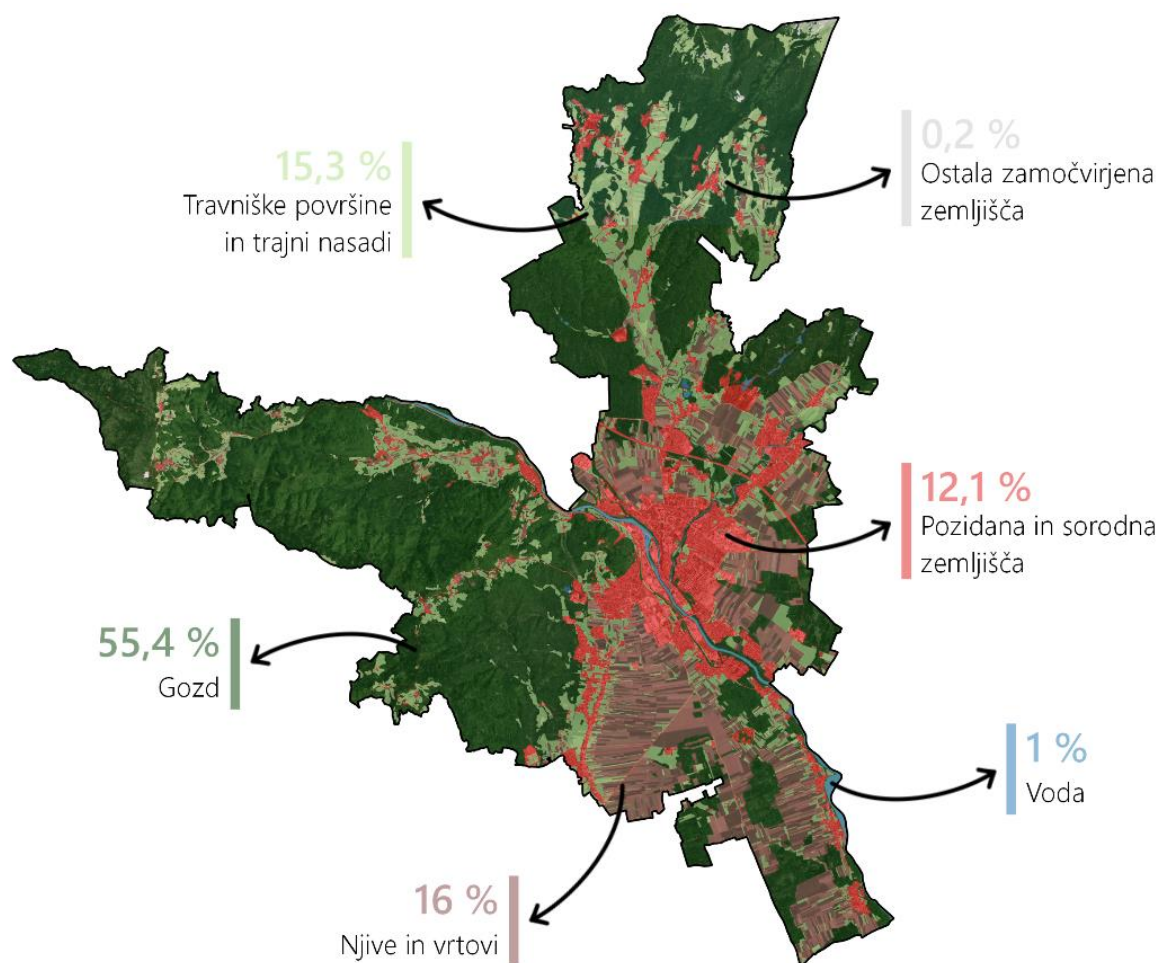 15,3 %
Travniške površine
in trajni nasadi
0,2 %
Ostala zamočvirjena
zemljišča
12,1 %
Pozidana in sorodna
zemljišča
55,4 %
Gozd
1 %
Voda
16 %
Njive in vrtovi